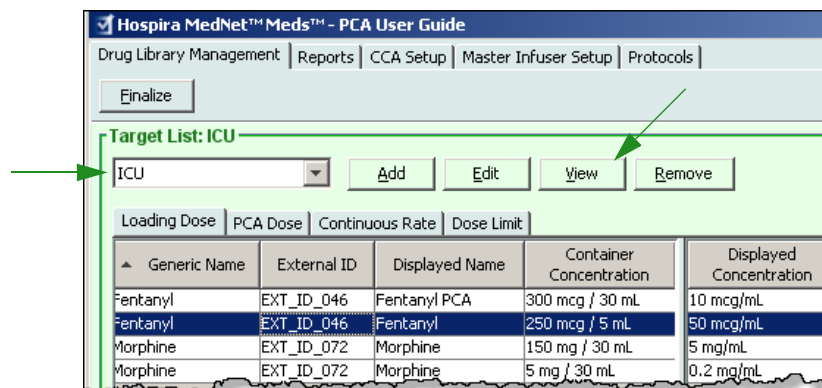 Hospira MedNet™ Meds™ - PCA User Guide
Drug Library Management Reports CCA Setup Master Infuser Setup Protocols
Finalize
Target List: ICU
ICU Add Edit View Remove
Loading Dose PCA Dose Continuous Rate Dose Limit
Generic Name External ID Displayed Name Container Concentration Displayed Concentration
Fentanyl EXT_ID_046 Fentanyl PCA 300 mcg / 30 mL 10 mcg/mL
Fentanyl EXT_ID_046 Fentanyl 250 mcg / 5 mL 50 mcg/mL
Morphine EXT_ID_072 Morphine 150 mg / 30 mL 5 mg/mL
Morphine EXT_ID_072 Morphine 5 mg / 30 mL 0.2 mg/mL